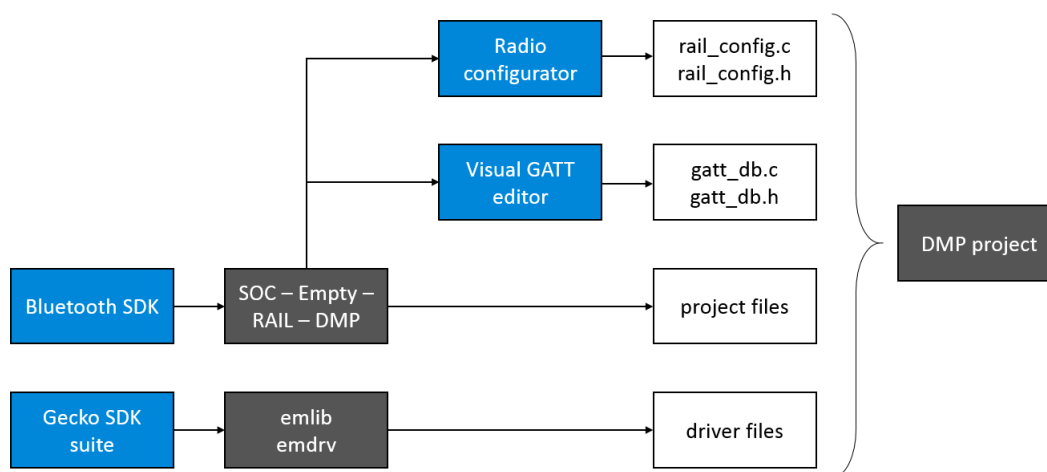 Radio
configurator
rail_config.c
rail_config.h
Visual GATT
editor
gatt_db.c
gatt_db.h
DMP project
Bluetooth SDK
SOC – Empty –
RAIL – DMP
project files
Gecko SDK
suite
emlib
emdrv
driver files